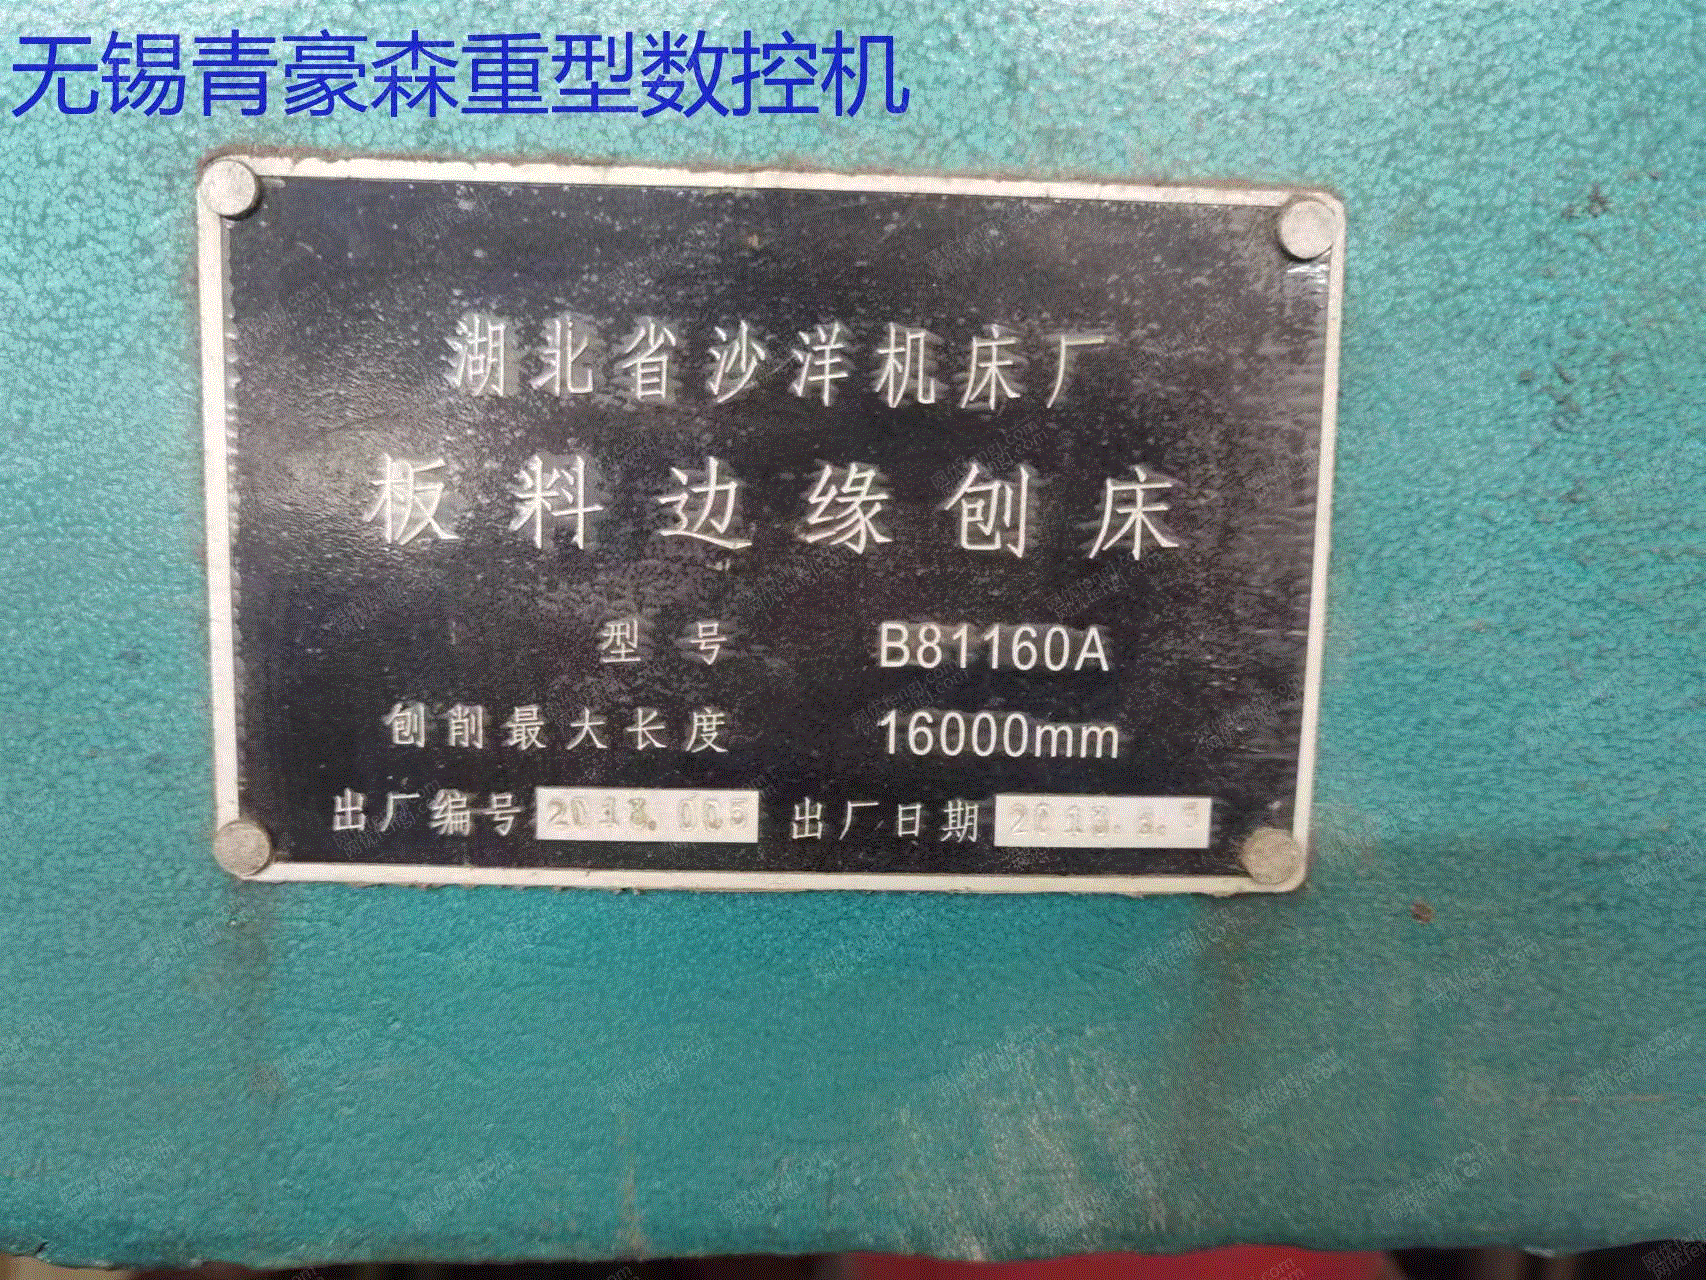 无锡青豪森重型数控机
湖北省沙洋机床厂
板料边缘刨床
型号 B81160A
刨削最大长度 16000mm
出厂编号 2013.005 出厂日期